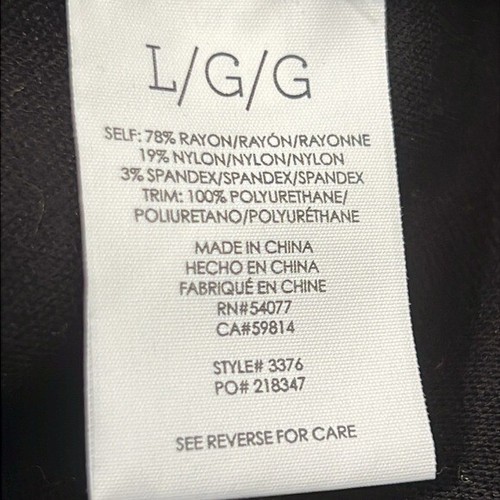 L/G/G
SELF: 78% RAYON/RAYÓN/RAYONNE
19% NYLON/NYLON/NYLON
3% SPANDEX/SPANDEX/SPANDEX
TRIM: 100% POLYURETHANE/
POLIURETANO/POLYURÉTHANE
MADE IN CHINA
HECHO EN CHINA
FABRIQUÉ EN CHINE
RN#54077
CA#59814
STYLE# 3376
PO# 218347
SEE REVERSE FOR CARE